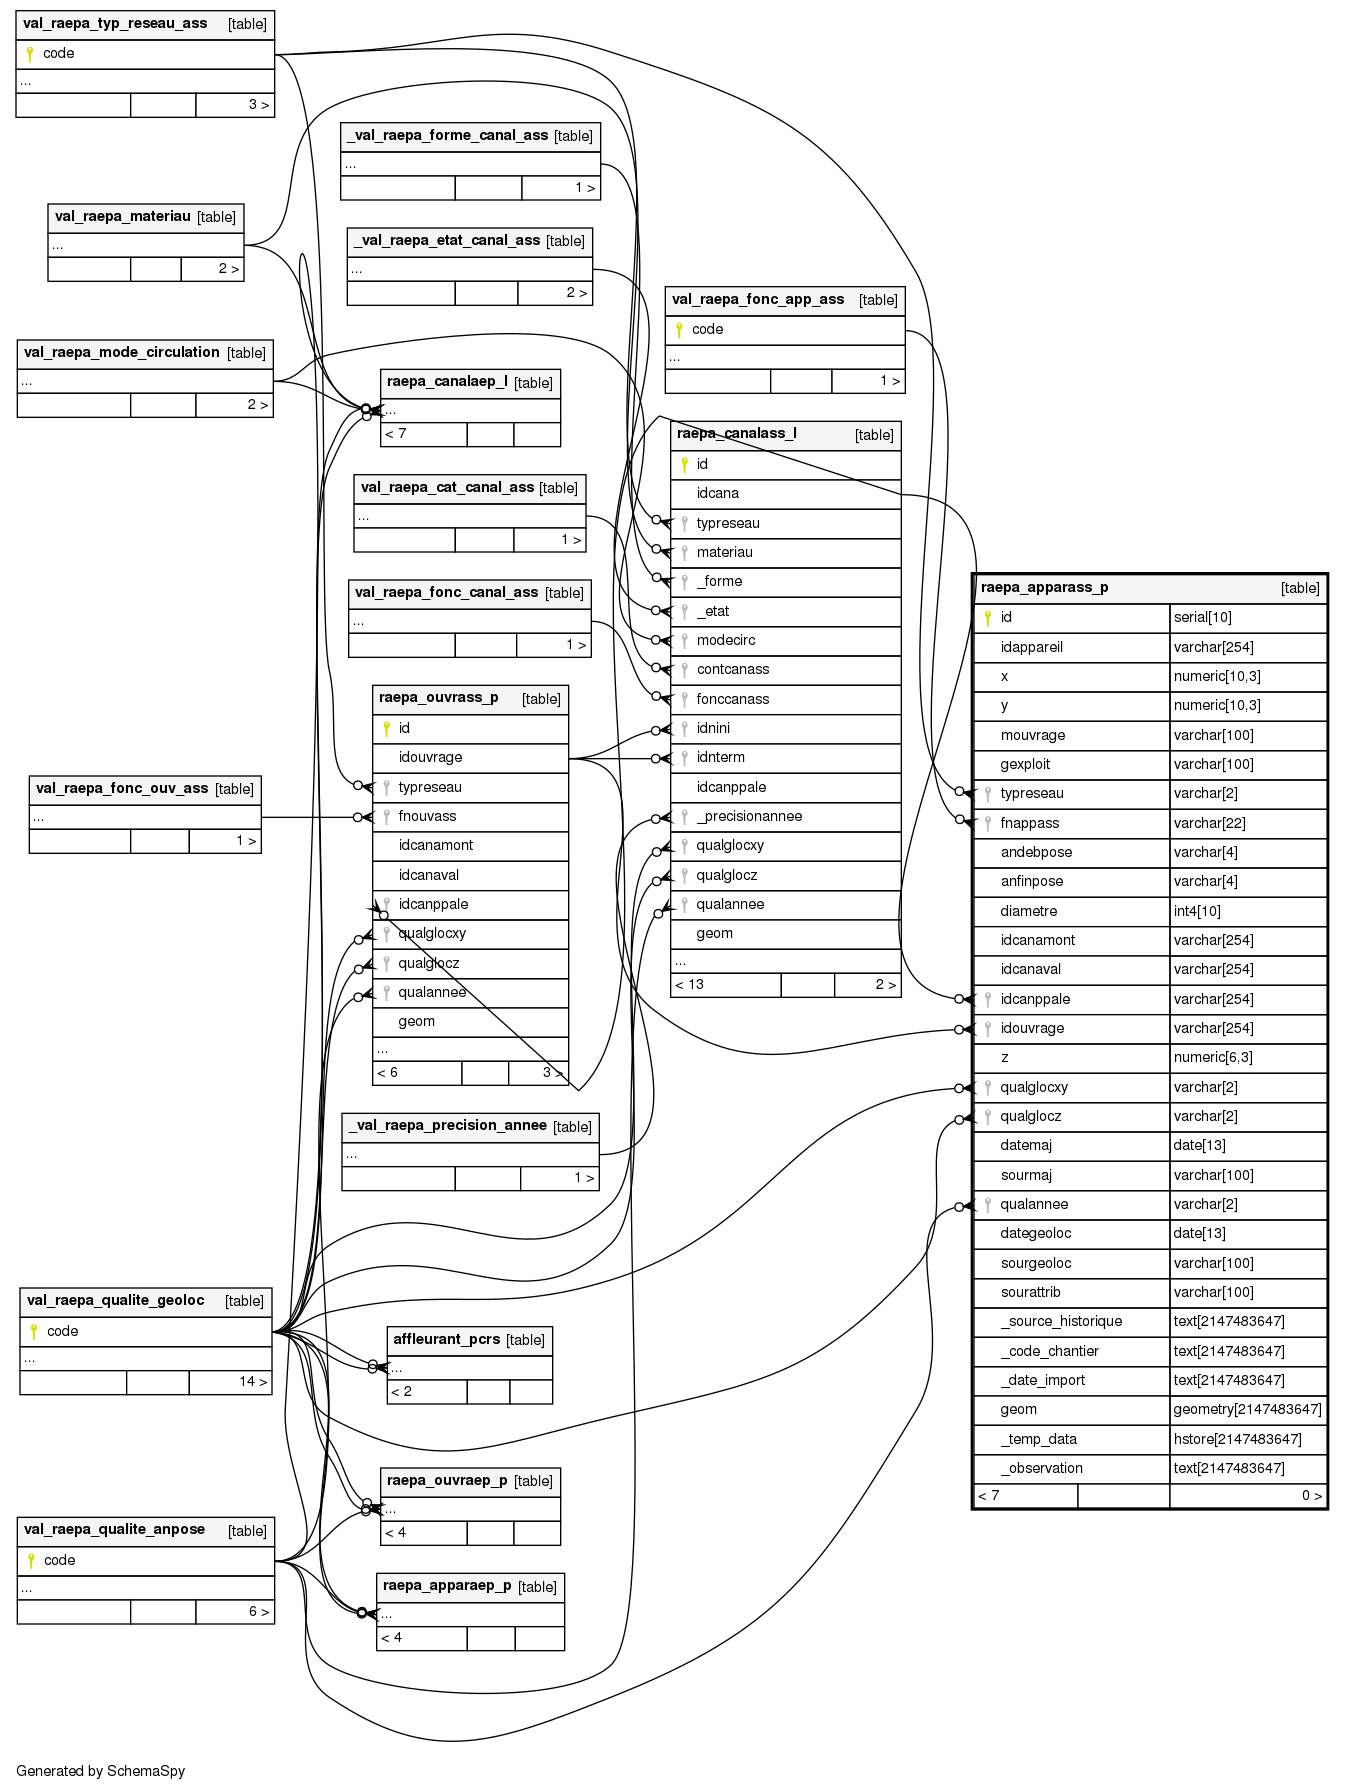 val_raepa_typ_reseau_ass [table]
code
...
3 >
val_raepa_materiau [table]
...
2 >
val_raepa_mode_circulation [table]
...
2 >
val_raepa_fonc_ouv_ass [table]
...
1 >
val_raepa_qualite_geoloc [table]
code
...
14 >
val_raepa_qualite_anpose [table]
code
...
6 >
_val_raepa_forme_canal_ass [table]
...
1 >
_val_raepa_etat_canal_ass [table]
...
2 >
raepa_canalaep_l [table]
...
< 7
val_raepa_cat_canal_ass [table]
...
1 >
val_raepa_fonc_canal_ass [table]
...
1 >
raepa_ouvrass_p [table]
id
idouvrage
typreseau
fnouvass
idcanamont
idcanaval
idcanppale
qualglocxy
qualglocz
qualannee
geom
...
< 6 3 >
_val_raepa_precision_annee [table]
...
1 >
affleurant_pcrs [table]
...
< 2
raepa_ouvraep_p [table]
...
< 4
raepa_apparaep_p [table]
...
< 4
val_raepa_fonc_app_ass [table]
code
...
1 >
raepa_canalass_l [table]
id
idcana
typreseau
materiau
_forme
_etat
modecirc
contcanass
fonccanass
idnini
idnterm
idcanppale
_precisionannee
qualglocxy
qualglocz
qualannee
geom
...
< 13 2 >
raepa_apparass_p [table]
id serial[10]
idappareil varchar[254]
x numeric[10,3]
y numeric[10,3]
mouvrage varchar[100]
gexploit varchar[100]
typreseau varchar[2]
fnappass varchar[22]
andebpose varchar[4]
anfinpose varchar[4]
diametre int4[10]
idcanamont varchar[254]
idcanaval varchar[254]
idcanppale varchar[254]
idouvrage varchar[254]
z numeric[6,3]
qualglocxy varchar[2]
qualglocz varchar[2]
datemaj date[13]
sourmaj varchar[100]
qualannee varchar[2]
dategeoloc date[13]
sourgeoloc varchar[100]
sourattrib varchar[100]
_source_historique text[2147483647]
_code_chantier text[2147483647]
_date_import text[2147483647]
geom geometry[2147483647]
_temp_data hstore[2147483647]
_observation text[2147483647]
< 7 0 >
Generated by SchemaSpy